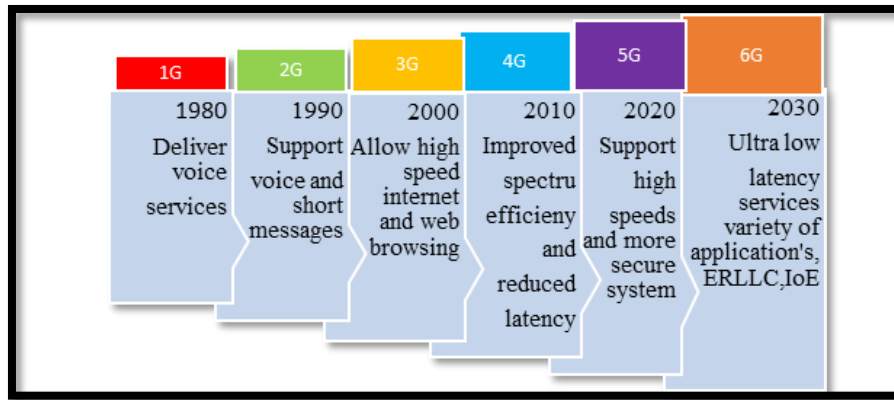 1G
1980
Deliver
voice
services
2G
1990
Support
voice and
short
messages
3G
2000
Allow high
speed
internet
and web
browsing
4G
2010
Improved
spectru
efficieny
and
reduced
latency
5G
2020
Support
high
speeds
and more
secure
system
6G
2030
Ultra low
latency
services
variety of
application's,
ERLLC,IoE